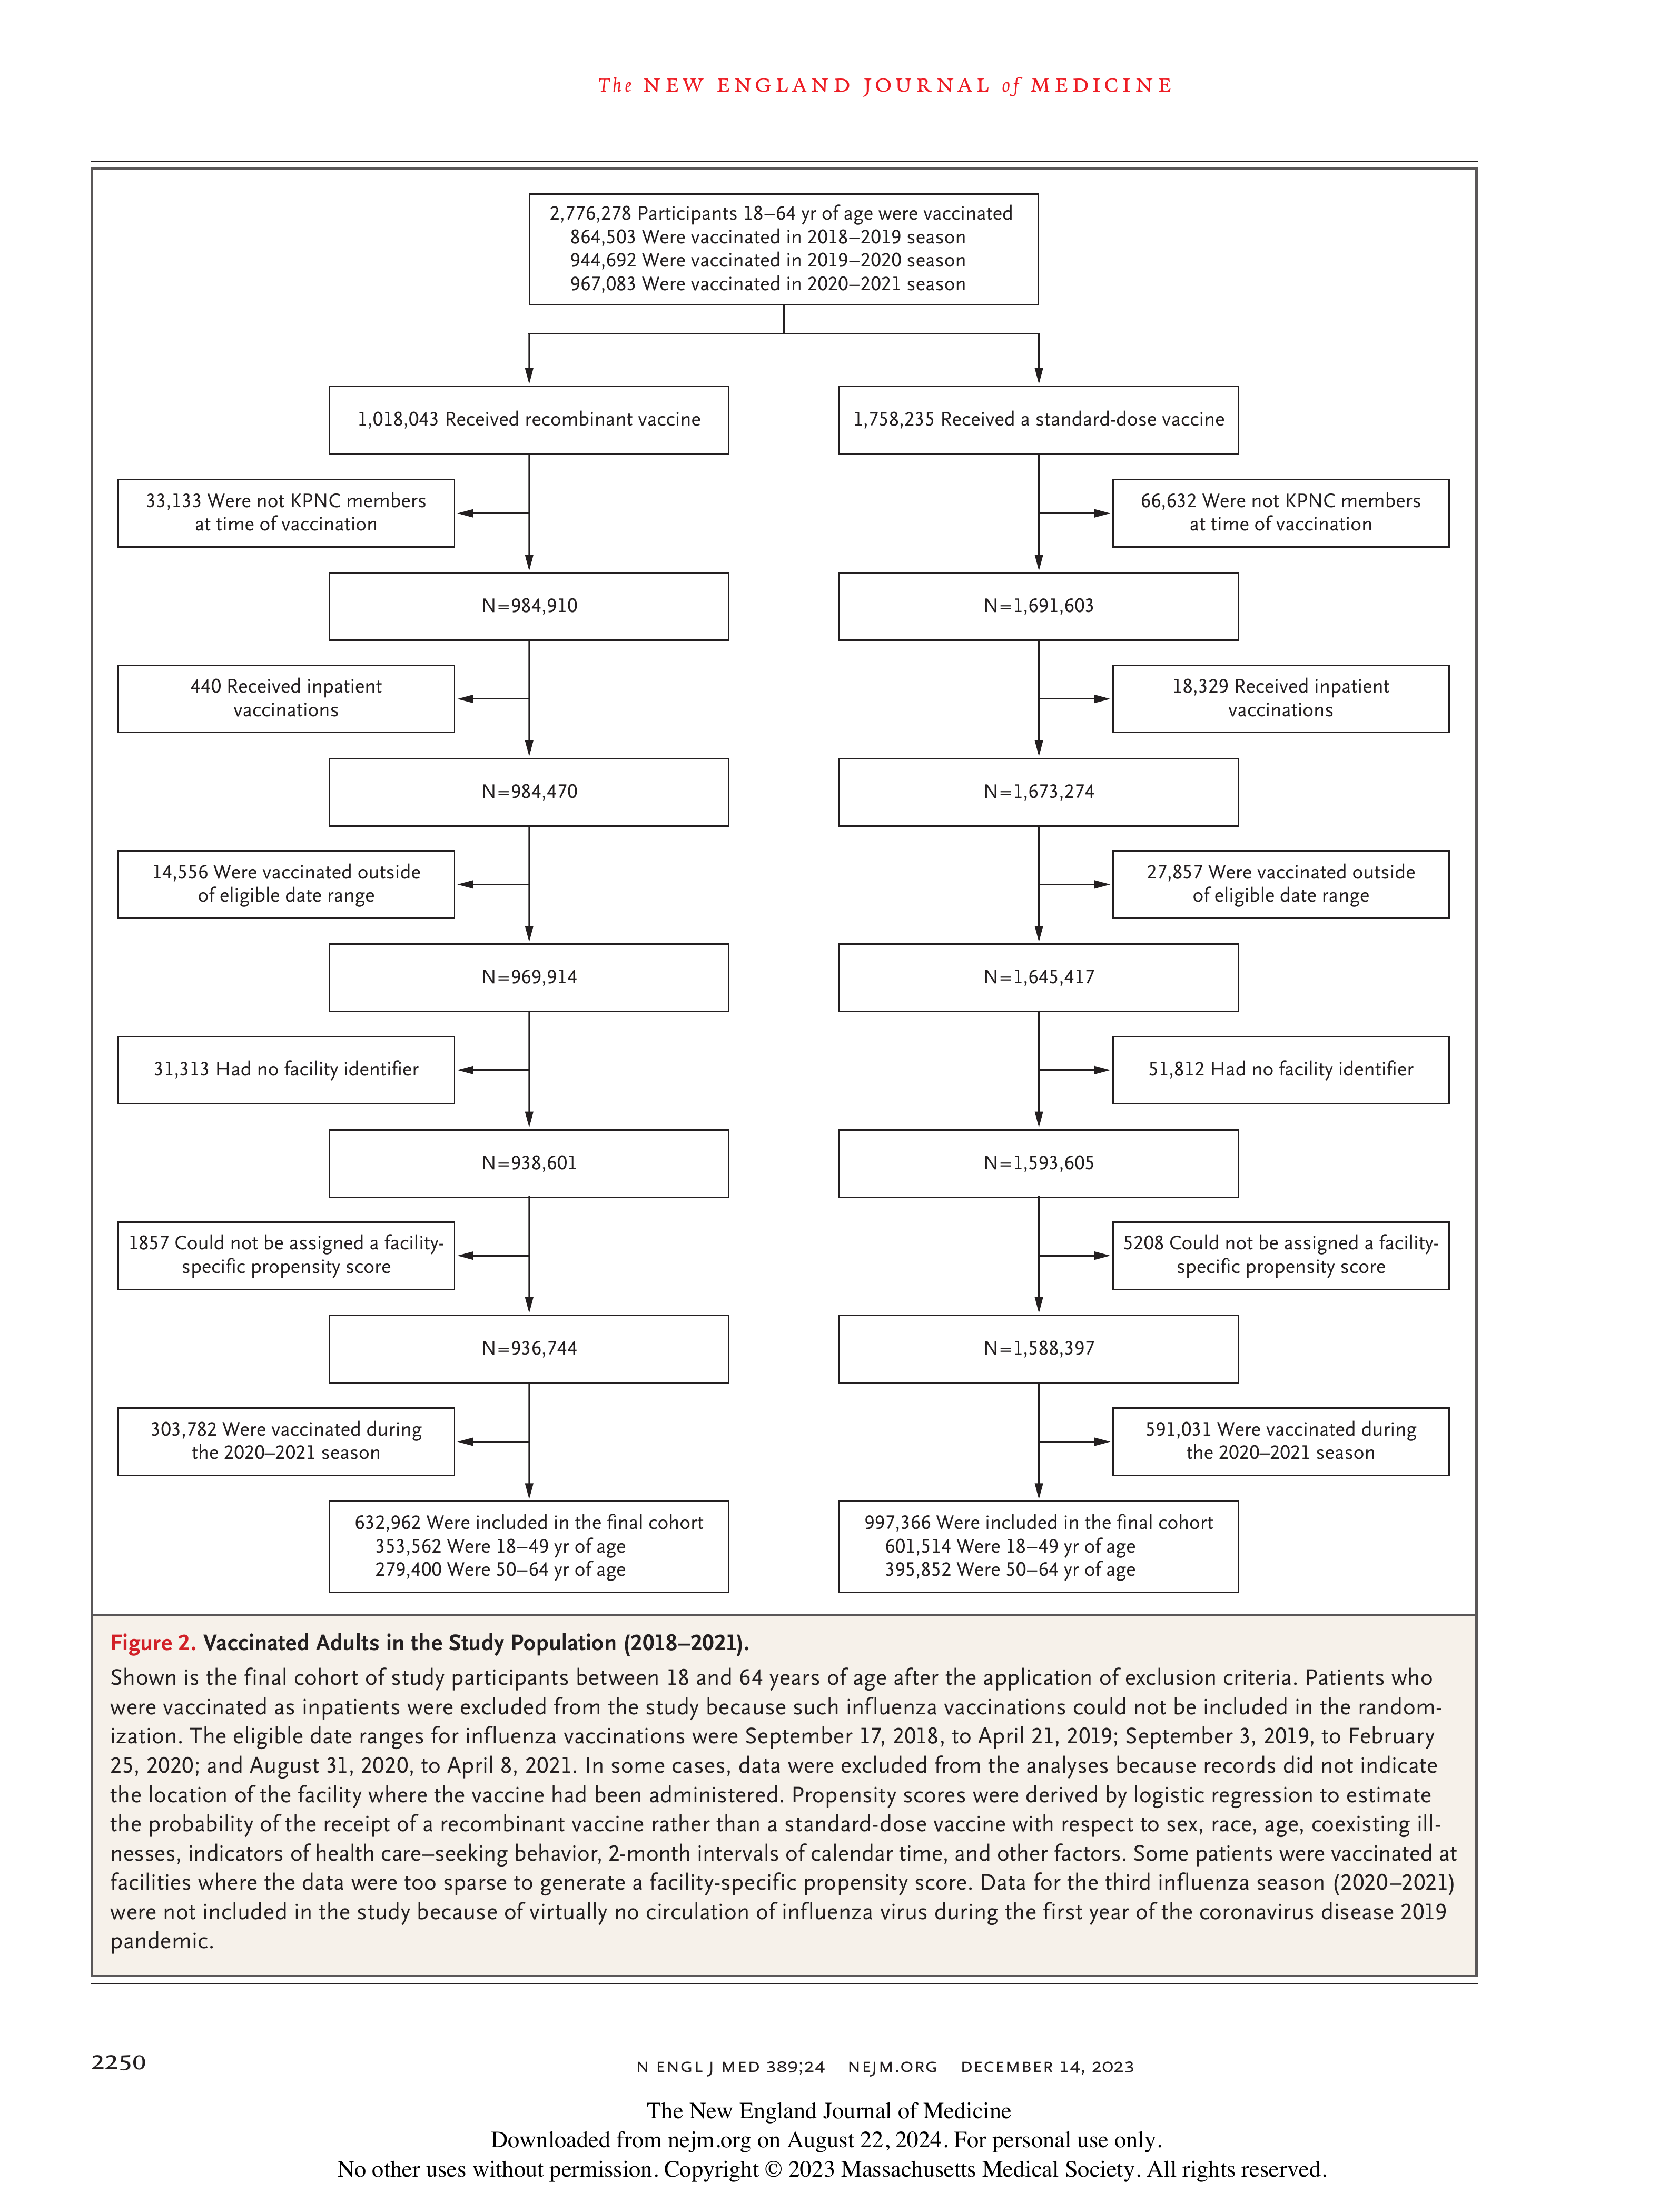 The NEW ENGLAND JOURNAL of MEDICINE
2,776,278 Participants 18–64 yr of age were vaccinated
864,503 Were vaccinated in 2018–2019 season
944,692 Were vaccinated in 2019–2020 season
967,083 Were vaccinated in 2020–2021 season
1,018,043 Received recombinant vaccine
1,758,235 Received a standard-dose vaccine
33,133 Were not KPNC members
at time of vaccination
66,632 Were not KPNC members
at time of vaccination
N=984,910
N=1,691,603
440 Received inpatient
vaccinations
18,329 Received inpatient
vaccinations
N=984,470
N=1,673,274
14,556 Were vaccinated outside
of eligible date range
27,857 Were vaccinated outside
of eligible date range
N=969,914
N=1,645,417
31,313 Had no facility identifier
51,812 Had no facility identifier
N=938,601
N=1,593,605
1857 Could not be assigned a facility-
specific propensity score
5208 Could not be assigned a facility-
specific propensity score
N=936,744
N=1,588,397
303,782 Were vaccinated during
the 2020–2021 season
591,031 Were vaccinated during
the 2020–2021 season
632,962 Were included in the final cohort
353,562 Were 18–49 yr of age
279,400 Were 50–64 yr of age
997,366 Were included in the final cohort
601,514 Were 18–49 yr of age
395,852 Were 50–64 yr of age
Figure 2. Vaccinated Adults in the Study Population (2018–2021).
Shown is the final cohort of study participants between 18 and 64 years of age after the application of exclusion criteria. Patients who
were vaccinated as inpatients were excluded from the study because such influenza vaccinations could not be included in the random-
ization. The eligible date ranges for influenza vaccinations were September 17, 2018, to April 21, 2019; September 3, 2019, to February
25, 2020; and August 31, 2020, to April 8, 2021. In some cases, data were excluded from the analyses because records did not indicate
the location of the facility where the vaccine had been administered. Propensity scores were derived by logistic regression to estimate
the probability of the receipt of a recombinant vaccine rather than a standard-dose vaccine with respect to sex, race, age, coexisting ill-
nesses, indicators of health care–seeking behavior, 2-month intervals of calendar time, and other factors. Some patients were vaccinated at
facilities where the data were too sparse to generate a facility-specific propensity score. Data for the third influenza season (2020–2021)
were not included in the study because of virtually no circulation of influenza virus during the first year of the coronavirus disease 2019
pandemic.
2250
N ENGL J MED 389;24 NEJM.ORG DECEMBER 14, 2023
The New England Journal of Medicine
Downloaded from nejm.org on August 22, 2024. For personal use only.
No other uses without permission. Copyright © 2023 Massachusetts Medical Society. All rights reserved.